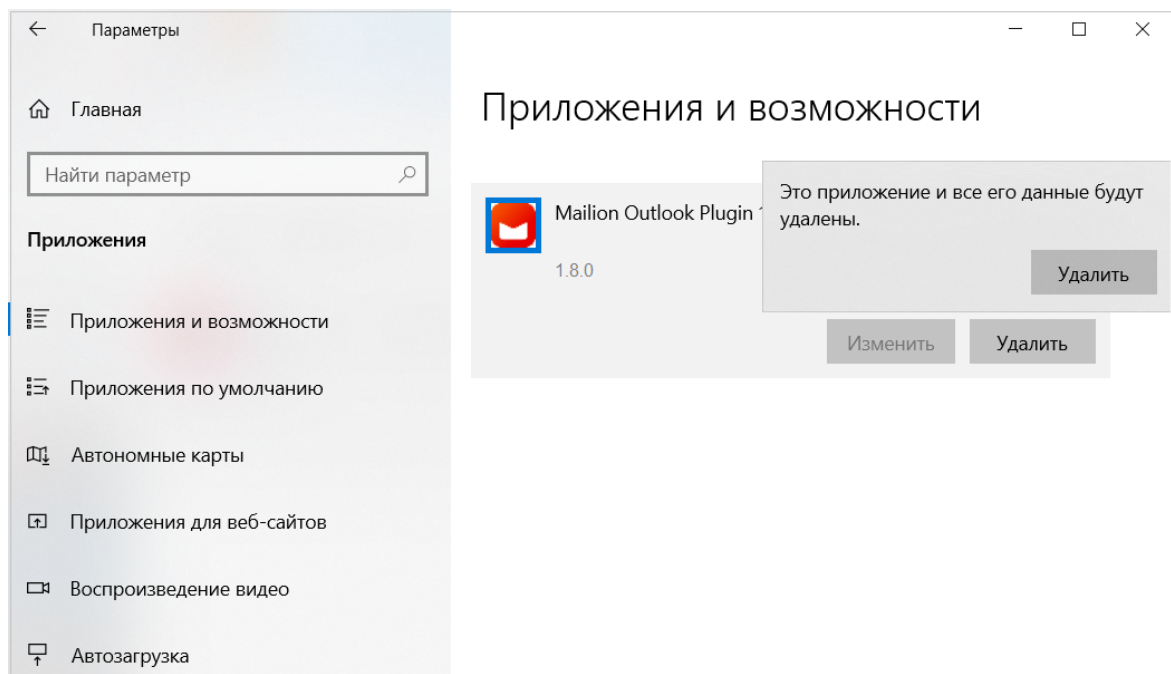 Параметры
Главная
Найти параметр
Приложения
Приложения и возможности
Приложения по умолчанию
Автономные карты
Приложения для веб-сайтов
Воспроизведение видео
Автозагрузка
Приложения и возможности
Mailion Outlook Plugin
1.8.0
Это приложение и все его данные будут
удалены.
Удалить
Изменить
Удалить